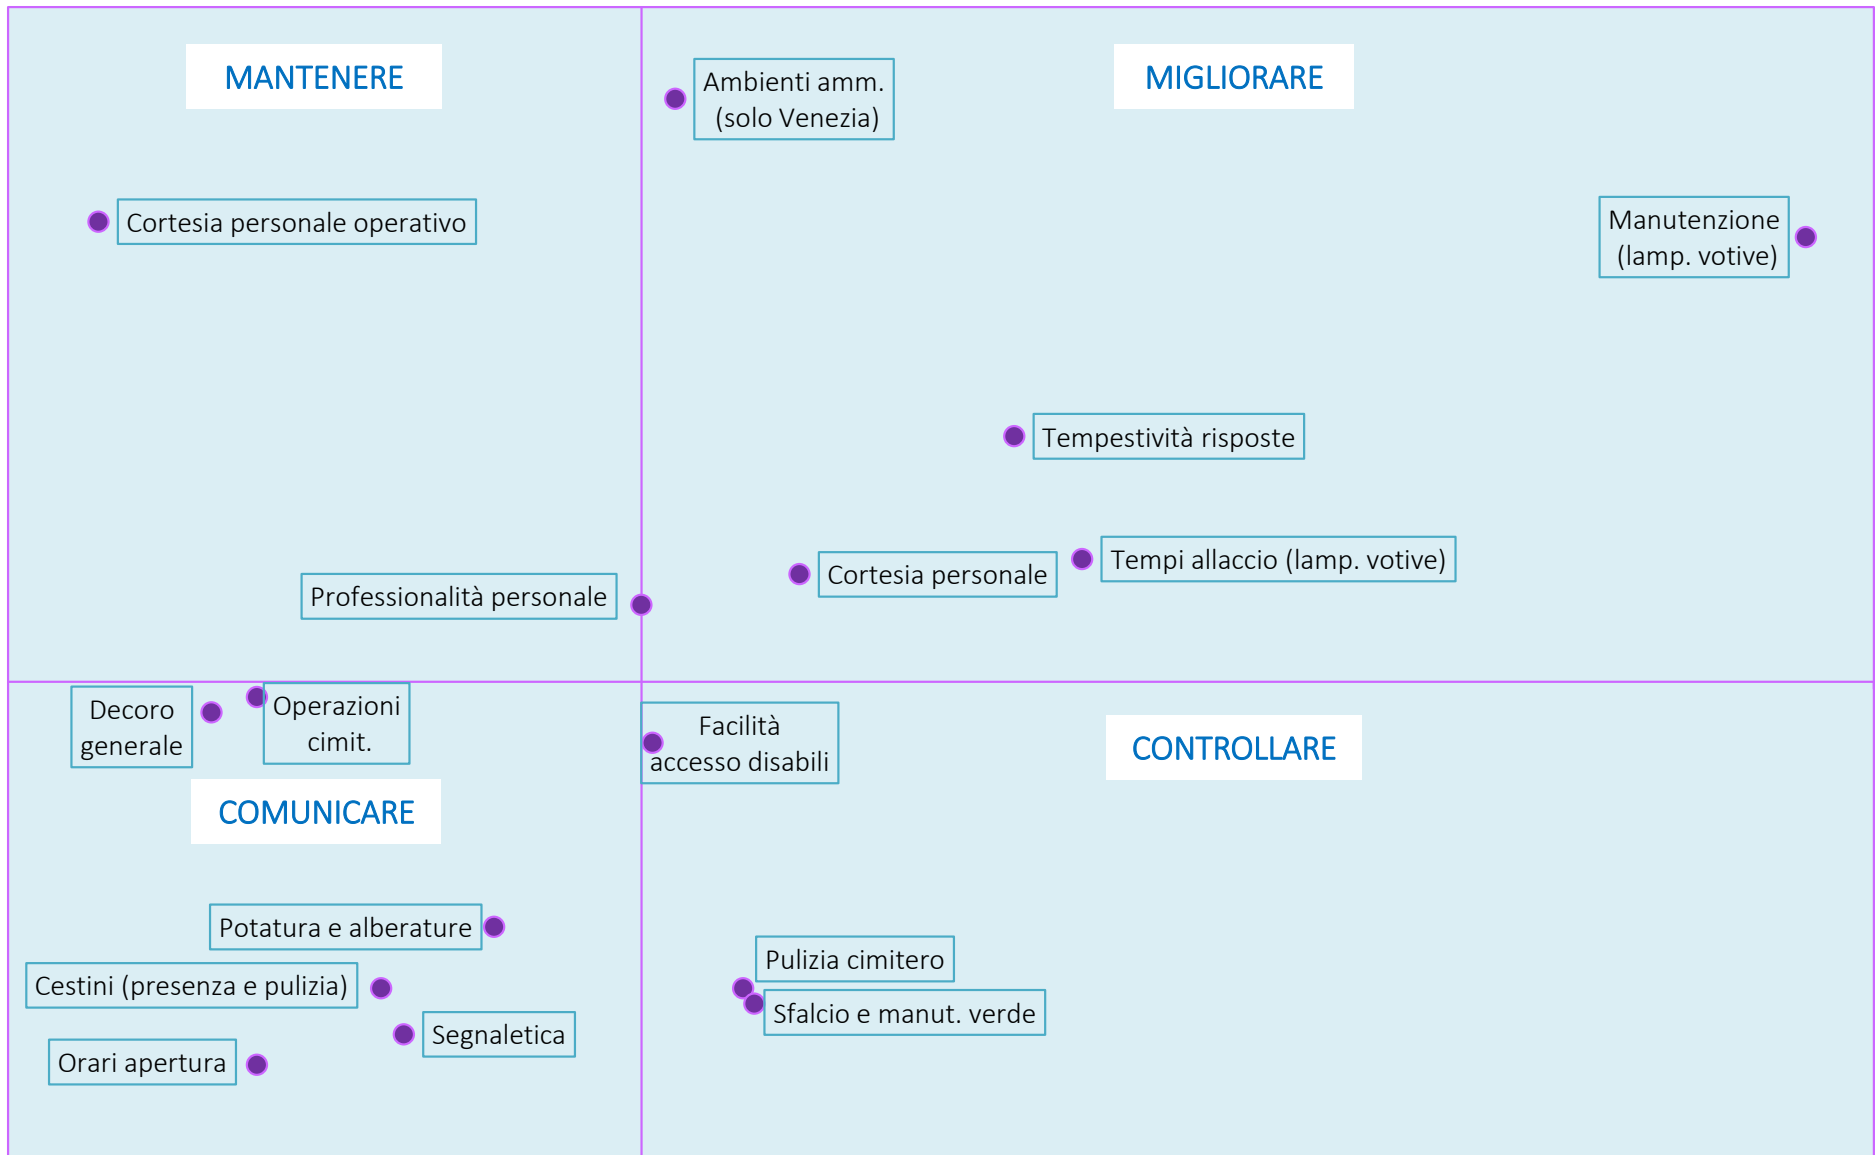 MANTENERE
MIGLIORARE
Ambienti amm.
(solo Venezia)
Cortesia personale operativo
Manutenzione
(lamp. votive)
Tempestività risposte
Tempi allaccio (lamp. votive)
Cortesia personale
Professionalità personale
Decoro
generale
Operazioni
cimit.
Facilità
accesso disabili
CONTROLLARE
COMUNICARE
Potatura e alberature
Pulizia cimitero
Cestini (presenza e pulizia)
Sfalcio e manut. verde
Segnaletica
Orari apertura